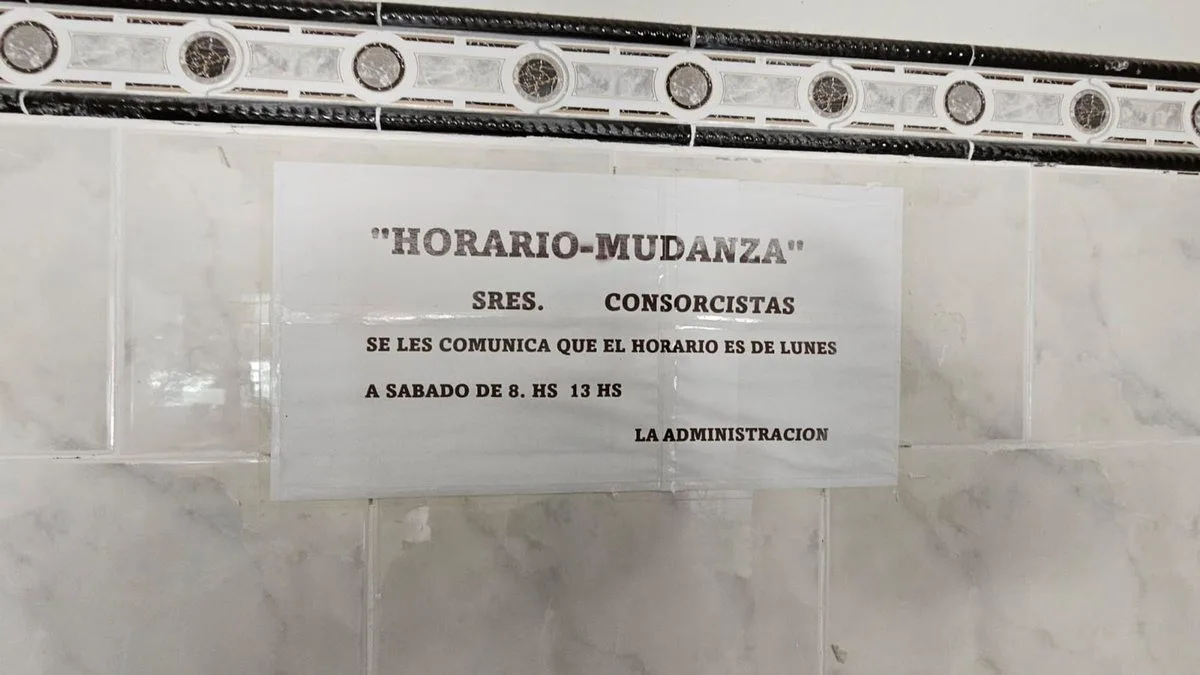 "HORARIO-MUDANZA"
SRES. CONSORCISTAS
SE LES COMUNICA QUE EL HORARIO ES DE LUNES
A SABADO DE 8. HS 13 HS
LA ADMINISTRACION